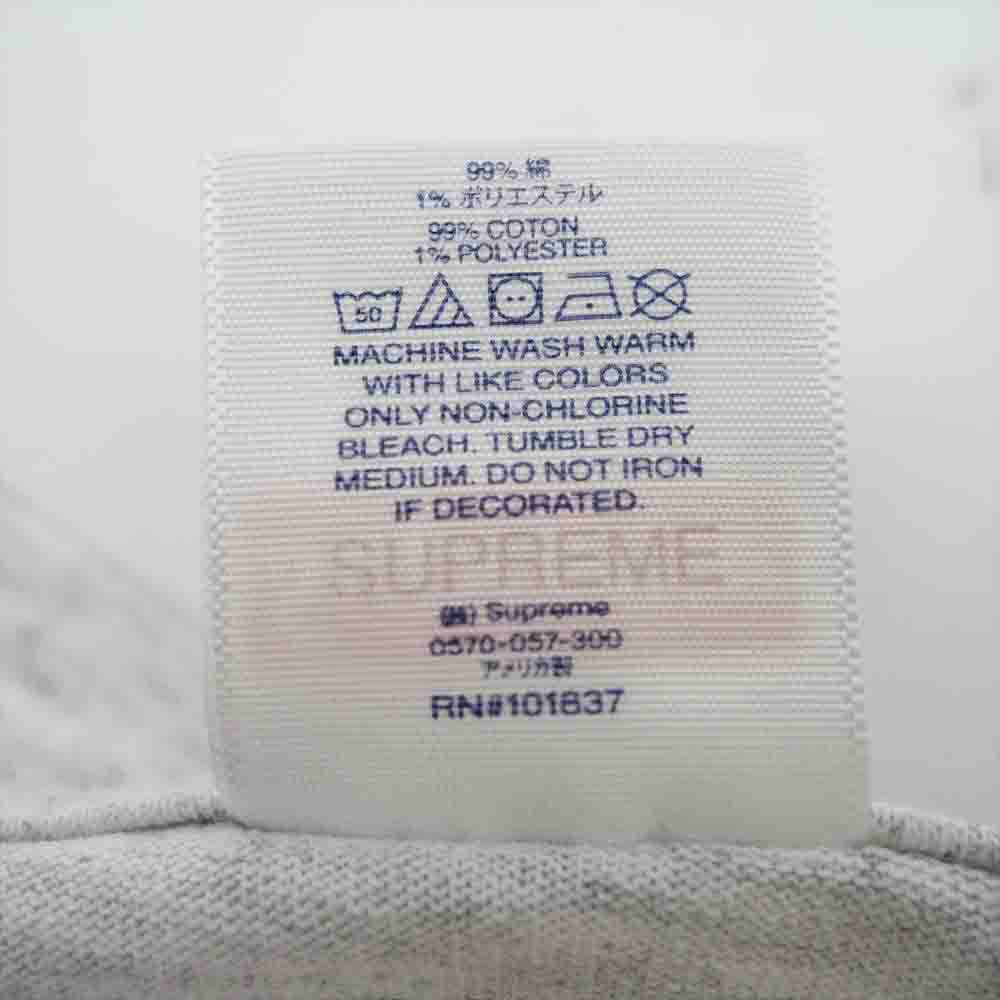 99% 綿
1% ポリエステル
99% COTON
1% POLYESTER
50
MACHINE WASH WARM
WITH LIKE COLORS
ONLY NON-CHLORINE
BLEACH. TUMBLE DRY
MEDIUM. DO NOT IRON
IF DECORATED.
SUPREME
(株) Supreme
0570-057-300
アメリカ製
RN#101837